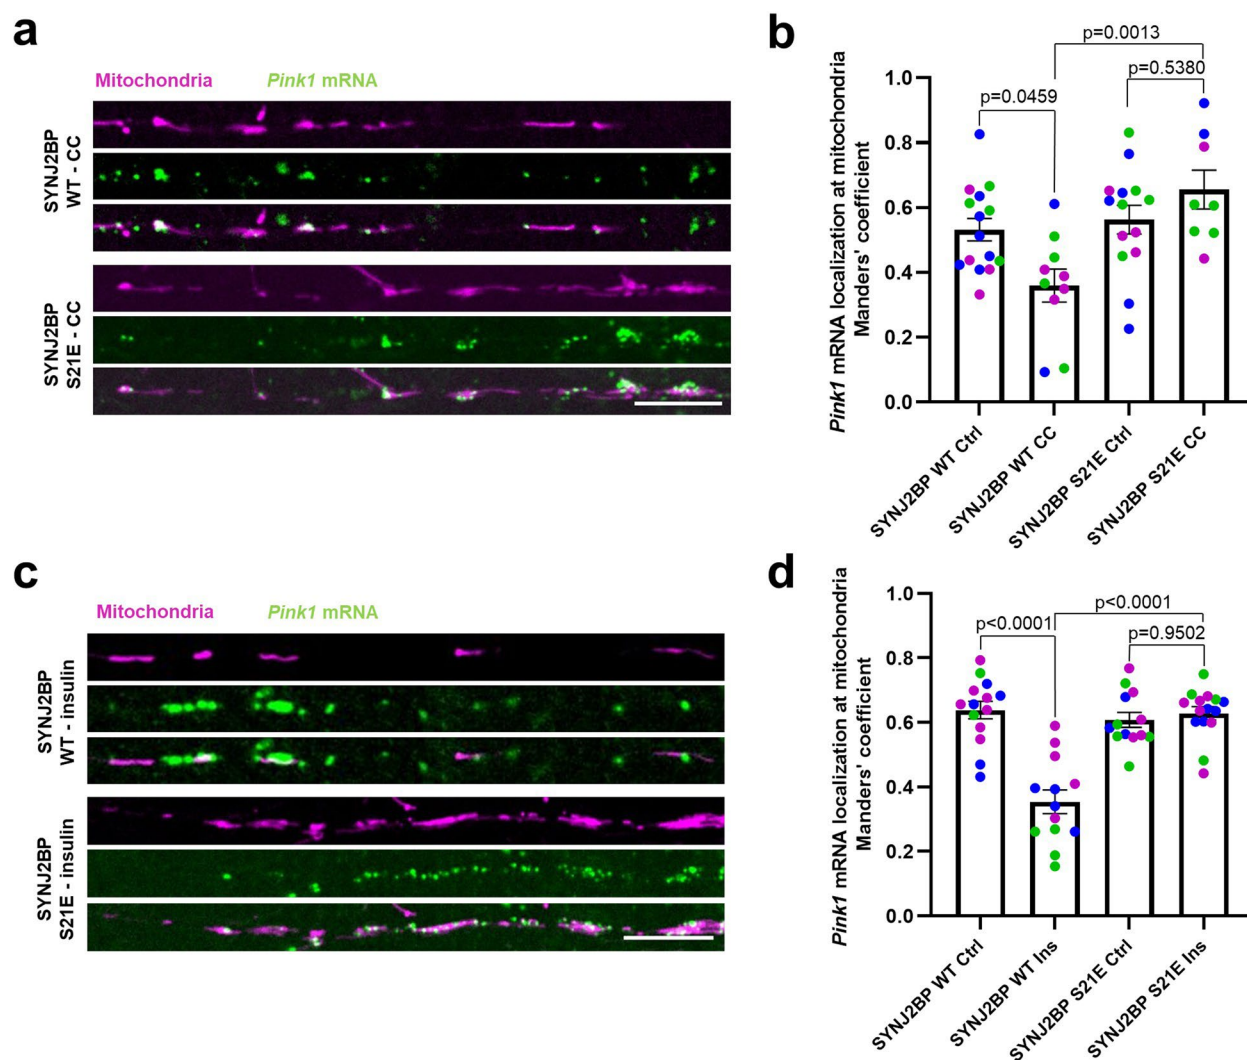 a
Mitochondria Pink1 mRNA
SYNJ2BP
WT - CC
SYNJ2BP
S21E - CC
b
p=0.0013
p=0.5380
p=0.0459
Pink1 mRNA localization at mitochondria
Manders' coefficient
1.0
0.8
0.6
0.4
0.2
0.0
SYNJ2BP WT Ctrl
SYNJ2BP WT CC
SYNJ2BP S21E Ctrl
SYNJ2BP S21E CC
c
Mitochondria Pink1 mRNA
SYNJ2BP
WT - insulin
SYNJ2BP
S21E - insulin
d
p<0.0001
p<0.0001
p=0.9502
Pink1 mRNA localization at mitochondria
Manders' coefficient
1.0
0.8
0.6
0.4
0.2
0.0
SYNJ2BP WT Ctrl
SYNJ2BP WT Ins
SYNJ2BP S21E Ctrl
SYNJ2BP S21E Ins